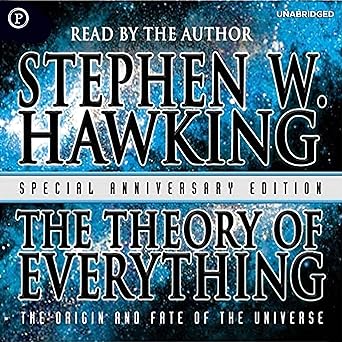 P
UNABRIDGED
READ BY THE AUTHOR
STEPHEN W.
HAWKING
SPECIAL ANNIVERSARY EDITION
THE THEORY OF
EVERYTHING
THE ORIGIN AND FATE OF THE UNIVERSE